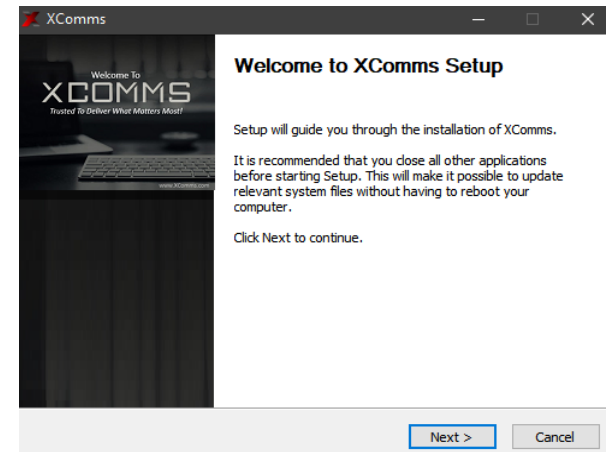 XComms
Welcome To
XCOMMS
Trusted To Deliver What Matters Most!
www.XComms.com
Welcome to XComms Setup
Setup will guide you through the installation of XComms.
It is recommended that you close all other applications
before starting Setup. This will make it possible to update
relevant system files without having to reboot your
computer.
Click Next to continue.
Next >
Cancel